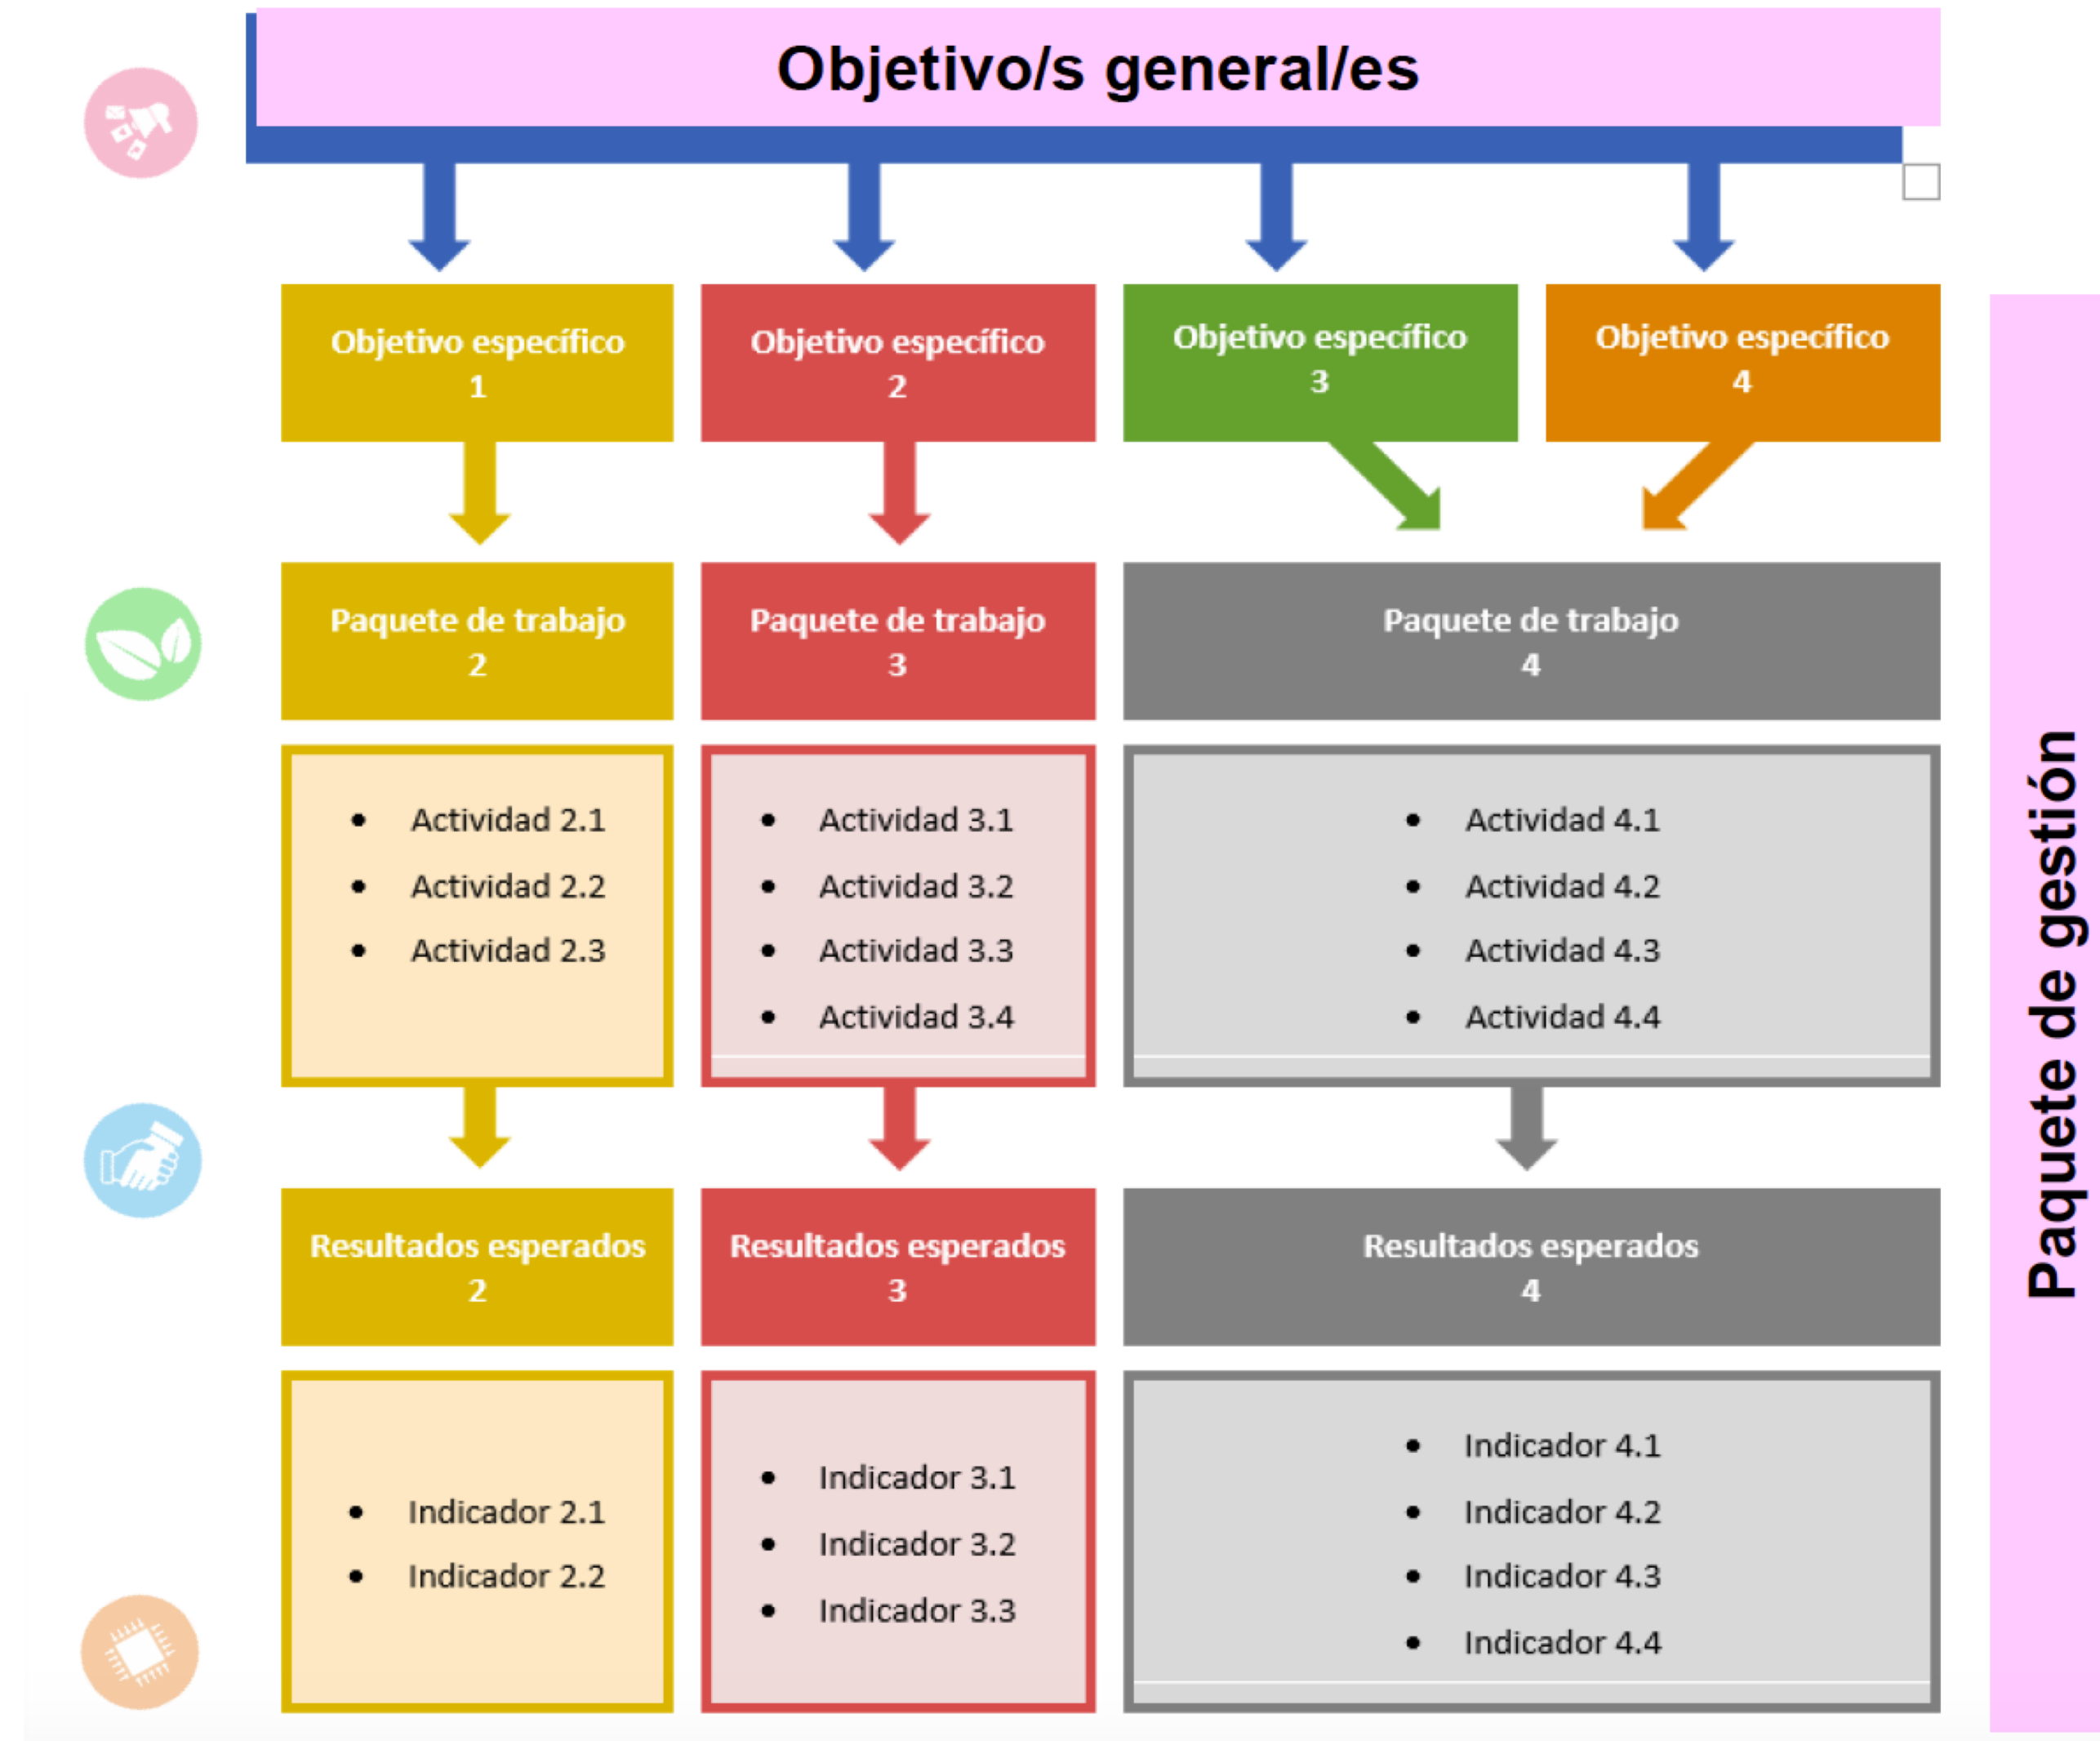 Objetivo/s general/es
Objetivo específico
1
Objetivo específico
2
Objetivo específico
3
Objetivo específico
4
Paquete de trabajo
2
Paquete de trabajo
3
Paquete de trabajo
4
• Actividad 2.1
• Actividad 2.2
• Actividad 2.3
• Actividad 3.1
• Actividad 3.2
• Actividad 3.3
• Actividad 3.4
• Actividad 4.1
• Actividad 4.2
• Actividad 4.3
• Actividad 4.4
Resultados esperados
2
Resultados esperados
3
Resultados esperados
4
• Indicador 2.1
• Indicador 2.2
• Indicador 3.1
• Indicador 3.2
• Indicador 3.3
• Indicador 4.1
• Indicador 4.2
• Indicador 4.3
• Indicador 4.4
Paquete de gestión